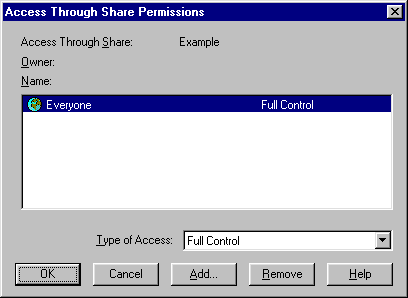 Access Through Share Permissions
Access Through Share: Example
Owner:
Name:
Everyone Full Control
Type of Access: Full Control
OK Cancel Add... Remove Help